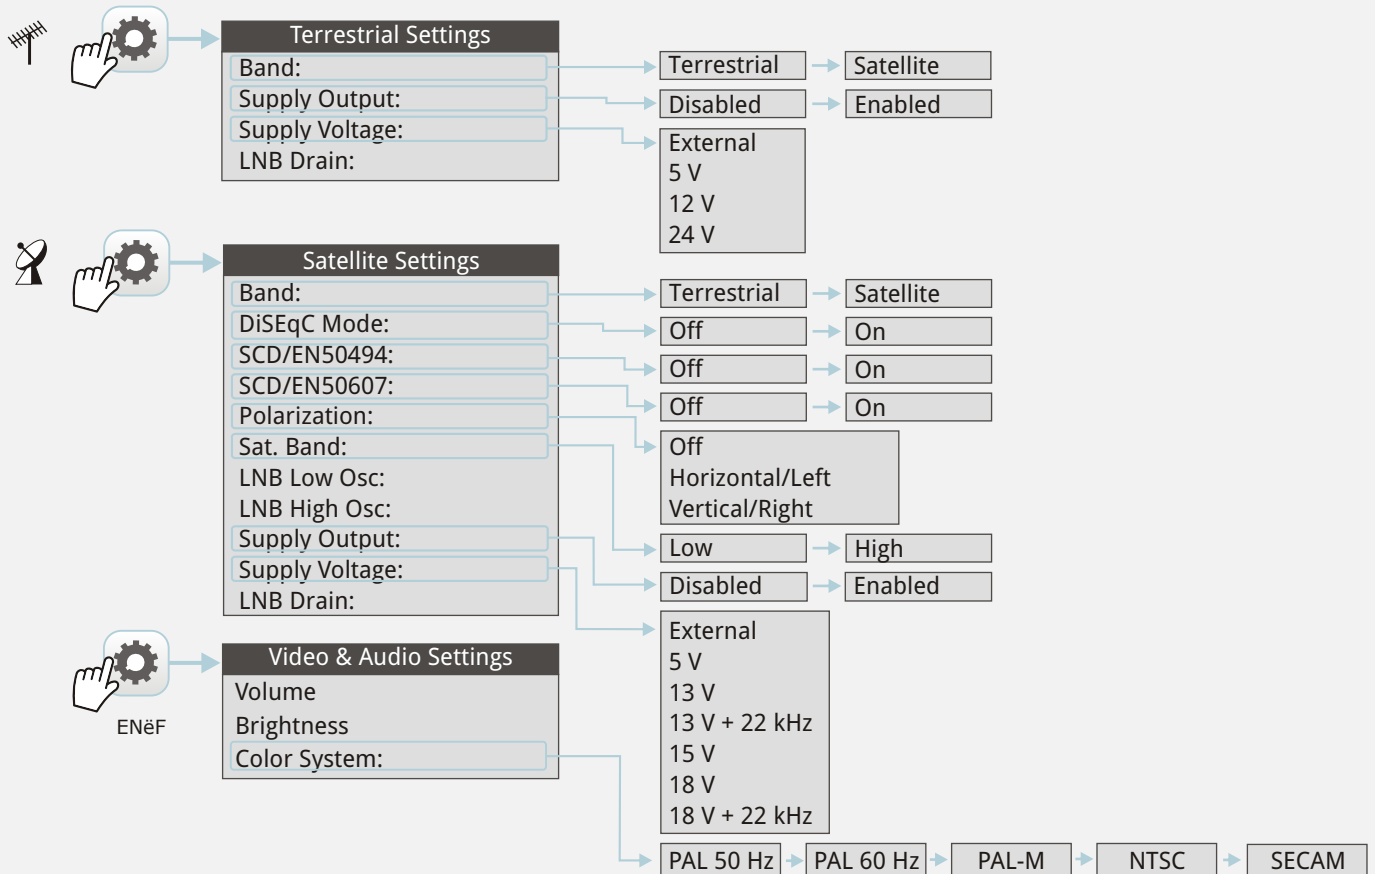 Terrestrial Settings
Band:
Supply Output:
Supply Voltage:
LNB Drain:
Terrestrial
Satellite
Disabled
Enabled
External
5 V
12 V
24 V
Satellite Settings
Band:
DiSEqC Mode:
SCD/EN50494:
SCD/EN50607:
Polarization:
Sat. Band:
LNB Low Osc:
LNB High Osc:
Supply Output:
Supply Voltage:
LNB Drain:
Terrestrial
Satellite
Off
On
Off
On
Off
On
Off
Horizontal/Left
Vertical/Right
Low
High
Disabled
Enabled
External
5 V
13 V
13 V + 22 kHz
15 V
18 V
18 V + 22 kHz
ENëF
Video & Audio Settings
Volume
Brightness
Color System:
PAL 50 Hz
PAL 60 Hz
PAL-M
NTSC
SECAM